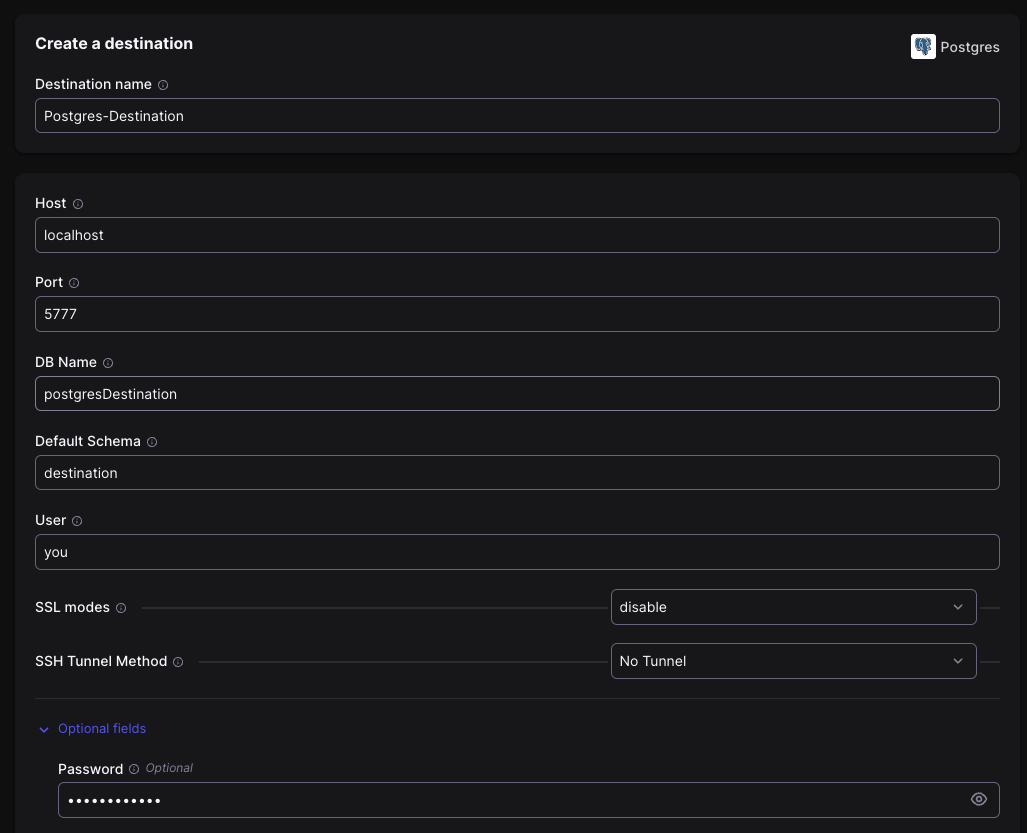 Create a destination
Postgres
Destination name
Postgres-Destination
Host
localhost
Port
5777
DB Name
postgresDestination
Default Schema
destination
User
you
SSL modes
disable
SSH Tunnel Method
No Tunnel
Optional fields
Password Optional
••••••••••••